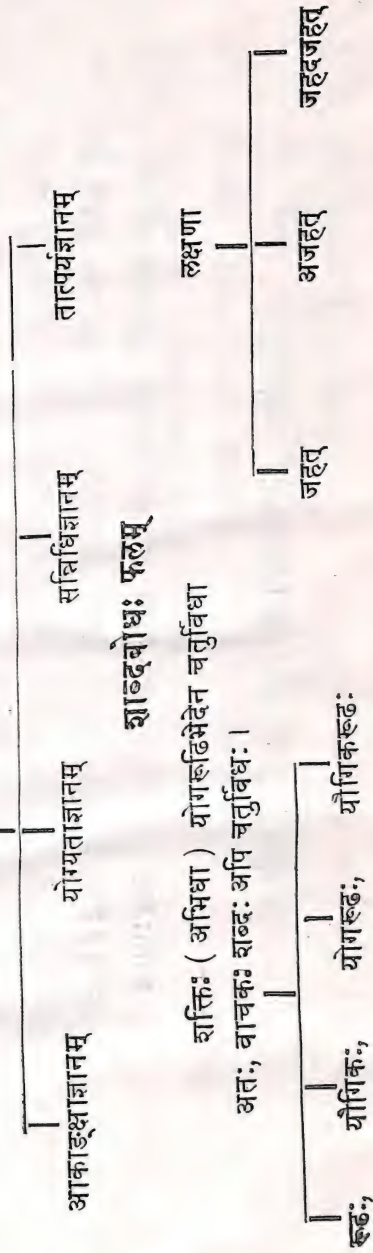 आकाङ्क्षाज्ञानम् योग्यताज्ञानम् सन्निधिज्ञानम् तात्पर्यज्ञानम्
शाब्दबोधः फलम्
शक्तिः ( अभिधा ) योगरूढिभेदेन चतुर्विधा
अतः, वाचकः शब्दः अपि चतुर्विधः ।
रूढः, यौगिकः, योगरूढः, यौगिकरूढः
लक्षणा
जहत् अजहत् जहदजहत्